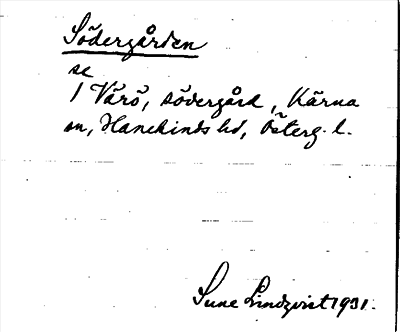 Södergården
se
1 Värö, södergård, Kärna
sn, Hanekinds hd, Österg. l.
Sune Lindqvist 1931.